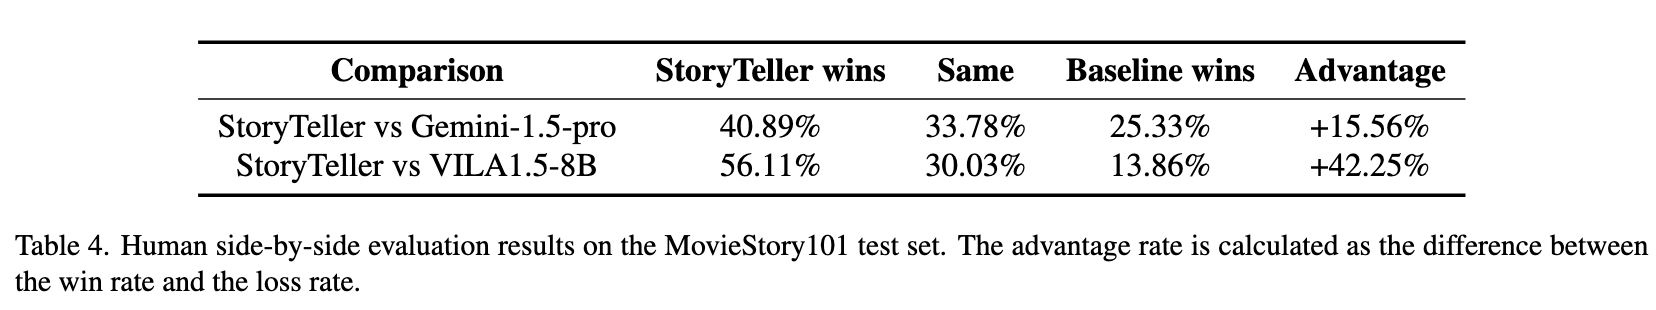 Comparison StoryTeller wins Same Baseline wins Advantage
StoryTeller vs Gemini-1.5-pro 40.89% 33.78% 25.33% +15.56%
StoryTeller vs VILA1.5-8B 56.11% 30.03% 13.86% +42.25%
Table 4. Human side-by-side evaluation results on the MovieStory101 test set. The advantage rate is calculated as the difference between
the win rate and the loss rate.